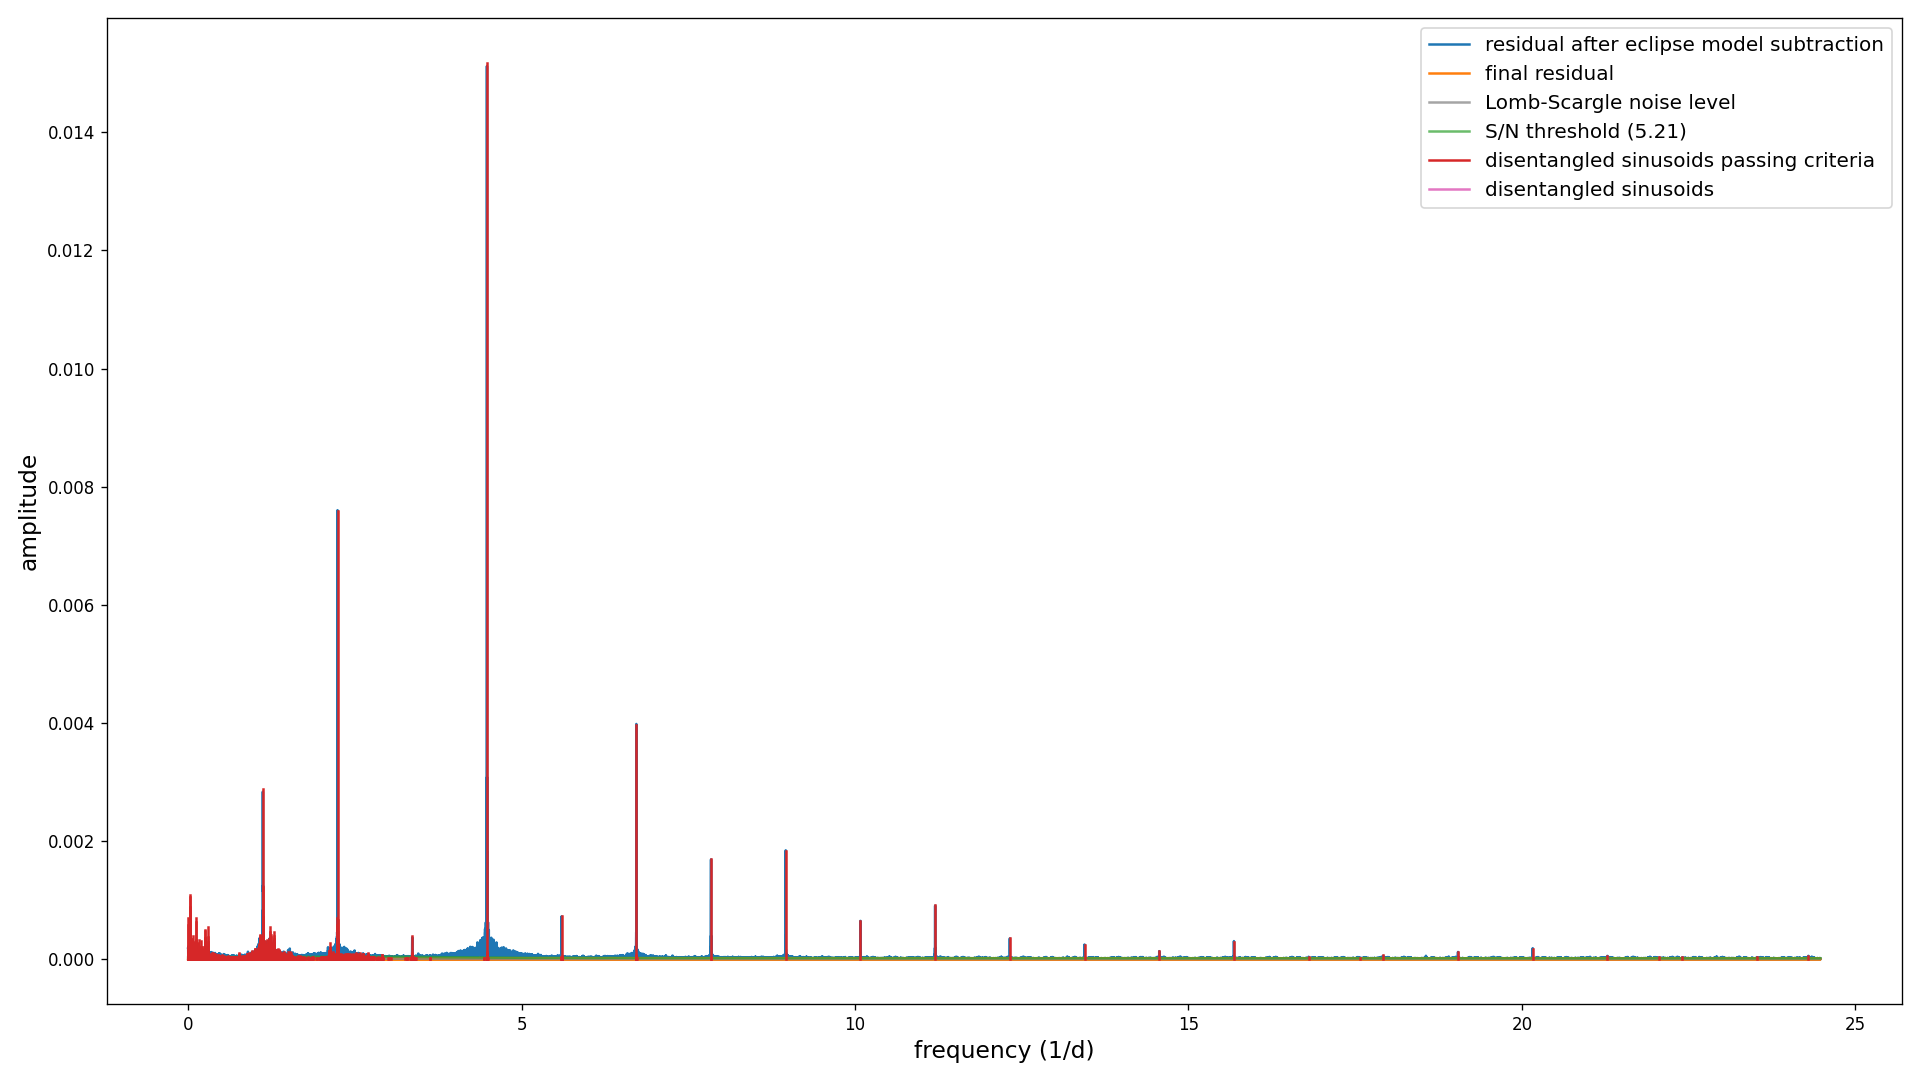 residual after eclipse model subtraction
final residual
Lomb-Scargle noise level
S/N threshold (5.21)
disentangled sinusoids passing criteria
disentangled sinusoids
0.014
0.012
0.010
0.008
0.006
0.004
0.002
0.000
amplitude
0 5 10 15 20 25
frequency (1/d)